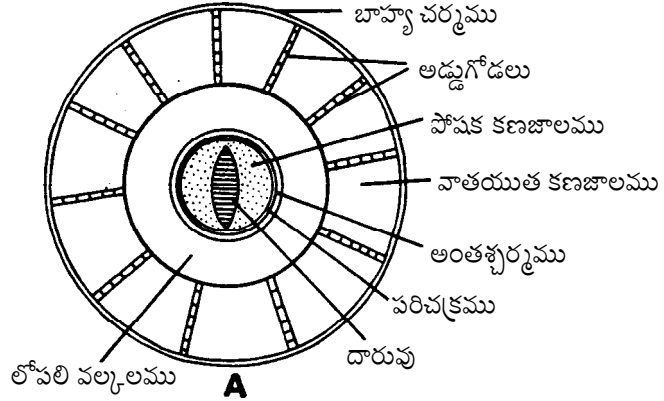 బాహ్య చర్మము
అడ్డుగోడలు
పోషక కణజాలము
వాతయుత కణజాలము
అంతశ్చర్మము
పరిచక్రము
దారువు
లోపలి వల్కలము
A